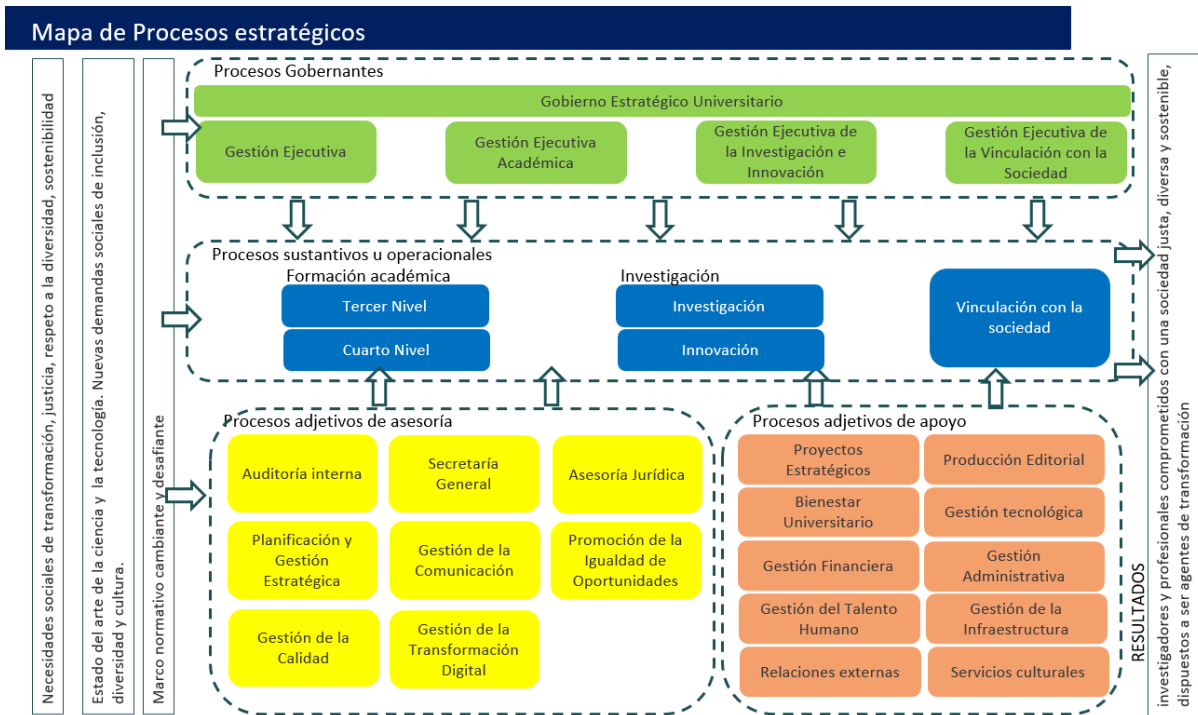 Mapa de Procesos estratégicos
Necesidades sociales de transformación, justicia, respeto a la diversidad, sostenibilidad
Estado del arte de la ciencia y la tecnología. Nuevas demandas sociales de inclusión,
diversidad y cultura.
Marco normativo cambiante y desafiante
Procesos Gobernantes
Gobierno Estratégico Universitario
Gestión Ejecutiva
Gestión Ejecutiva
Académica
Gestión Ejecutiva de
la Investigación e
Innovación
Gestión Ejecutiva de
la Vinculación con la
Sociedad
Procesos sustantivos u operacionales
Formación académica
Tercer Nivel
Cuarto Nivel
Investigación
Investigación
Innovación
Vinculación con la
sociedad
Procesos adjetivos de asesoría
Auditoría interna
Secretaría
General
Asesoría Jurídica
Planificación y
Gestión
Estratégica
Gestión de la
Comunicación
Promoción de la
Igualdad de
Oportunidades
Gestión de la
Calidad
Gestión de la
Transformación
Digital
Procesos adjetivos de apoyo
Proyectos
Estratégicos
Producción Editorial
Bienestar
Universitario
Gestión tecnológica
Gestión Financiera
Gestión
Administrativa
Gestión del Talento
Humano
Gestión de la
Infraestructura
Relaciones externas
Servicios culturales
RESULTADOS
investigadores y profesionales comprometidos con una sociedad justa, diversa y sostenible,
dispuestos a ser agentes de transformación